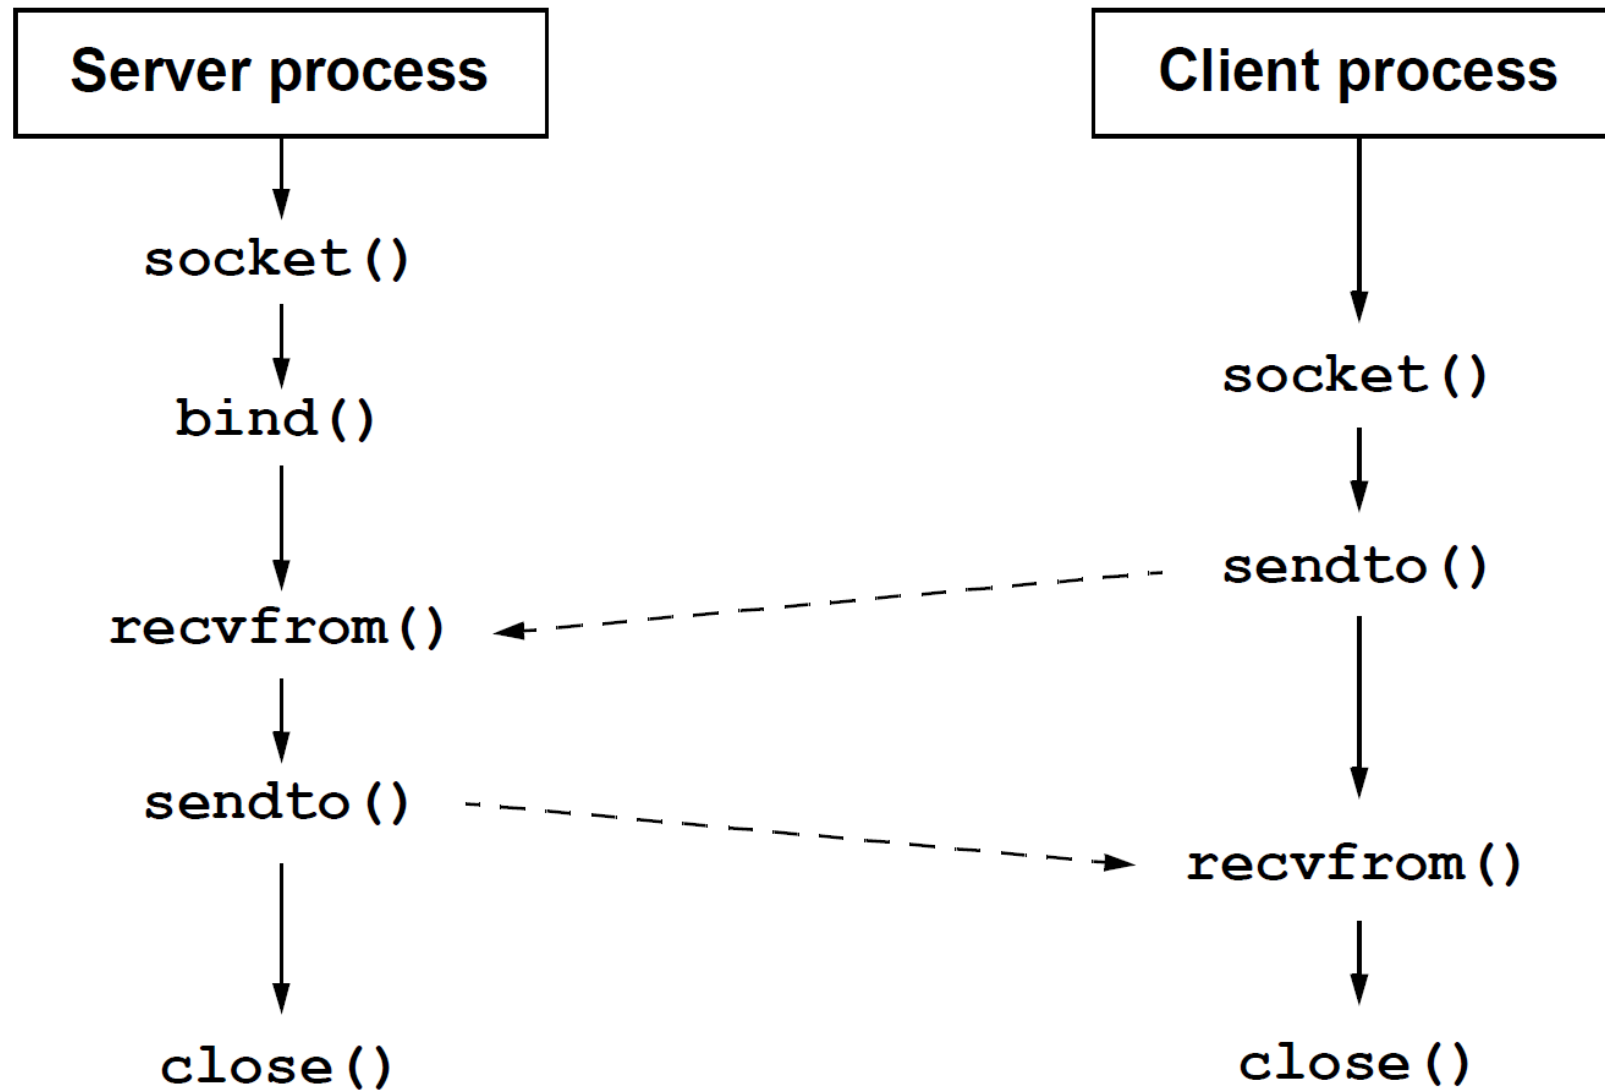 Server process
socket()
bind()
recvfrom()
sendto()
close()
Client process
socket()
sendto()
recvfrom()
close()